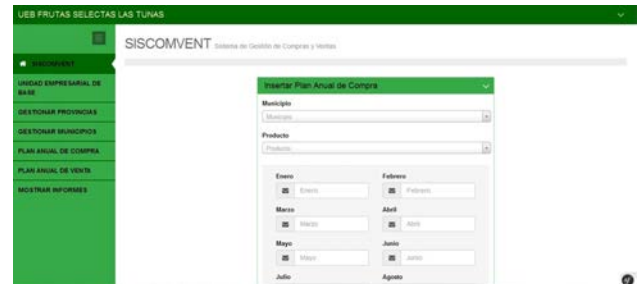 UEB FRUTAS SELECTAS LAS TUNAS
SISCOMVENT Sistema de Gestión de Compras y Ventas
SISCOMVENT
UNIDAD EMPRESARIAL DE
BASE
GESTIONAR PROVINCIAS
GESTIONAR MUNICIPIOS
PLAN ANUAL DE COMPRA
PLAN ANUAL DE VENTA
MOSTRAR INFORMES
Insertar Plan Anual de Compra
Municipio
Municipio
Producto
Producto
Enero Febrero
Enero Febrero
Marzo Abril
Marzo Abril
Mayo Junio
Mayo Junio
Julio Agosto